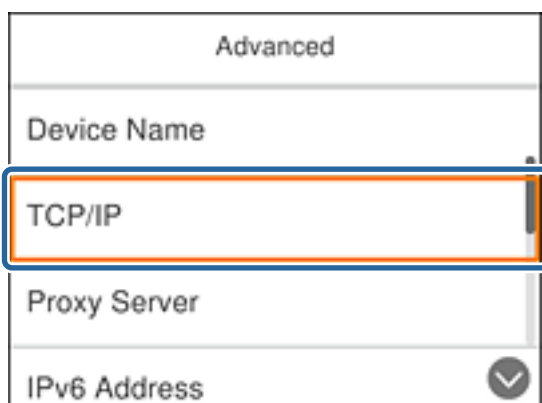 Advanced
Device Name
TCP/IP
Proxy Server
IPv6 Address